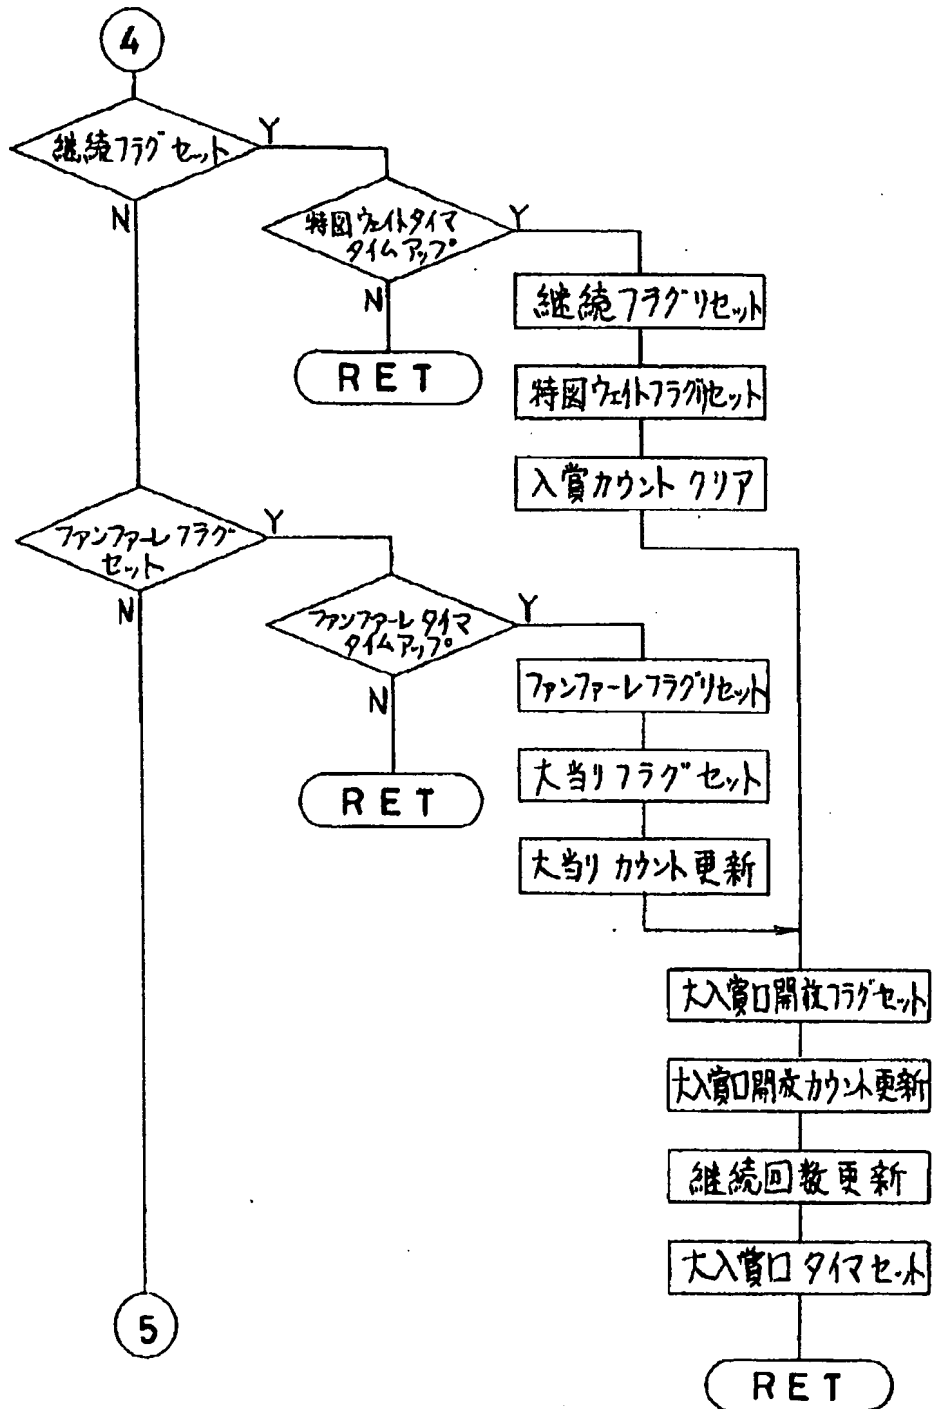 4
継続フラグセット
Y
N
特図ウェイトタイマ
タイムアップ
Y
N
RET
継続フラグリセット
特図ウェイトフラグリセット
入賞カウントクリア
ファンファーレフラグ
セット
Y
N
ファンファーレタイマ
タイムアップ
Y
N
RET
ファンファーレフラグリセット
大当りフラグセット
大当りカウント更新
大入賞口開放フラグセット
大入賞口開放カウント更新
継続回数更新
大入賞口タイマセット
5
RET